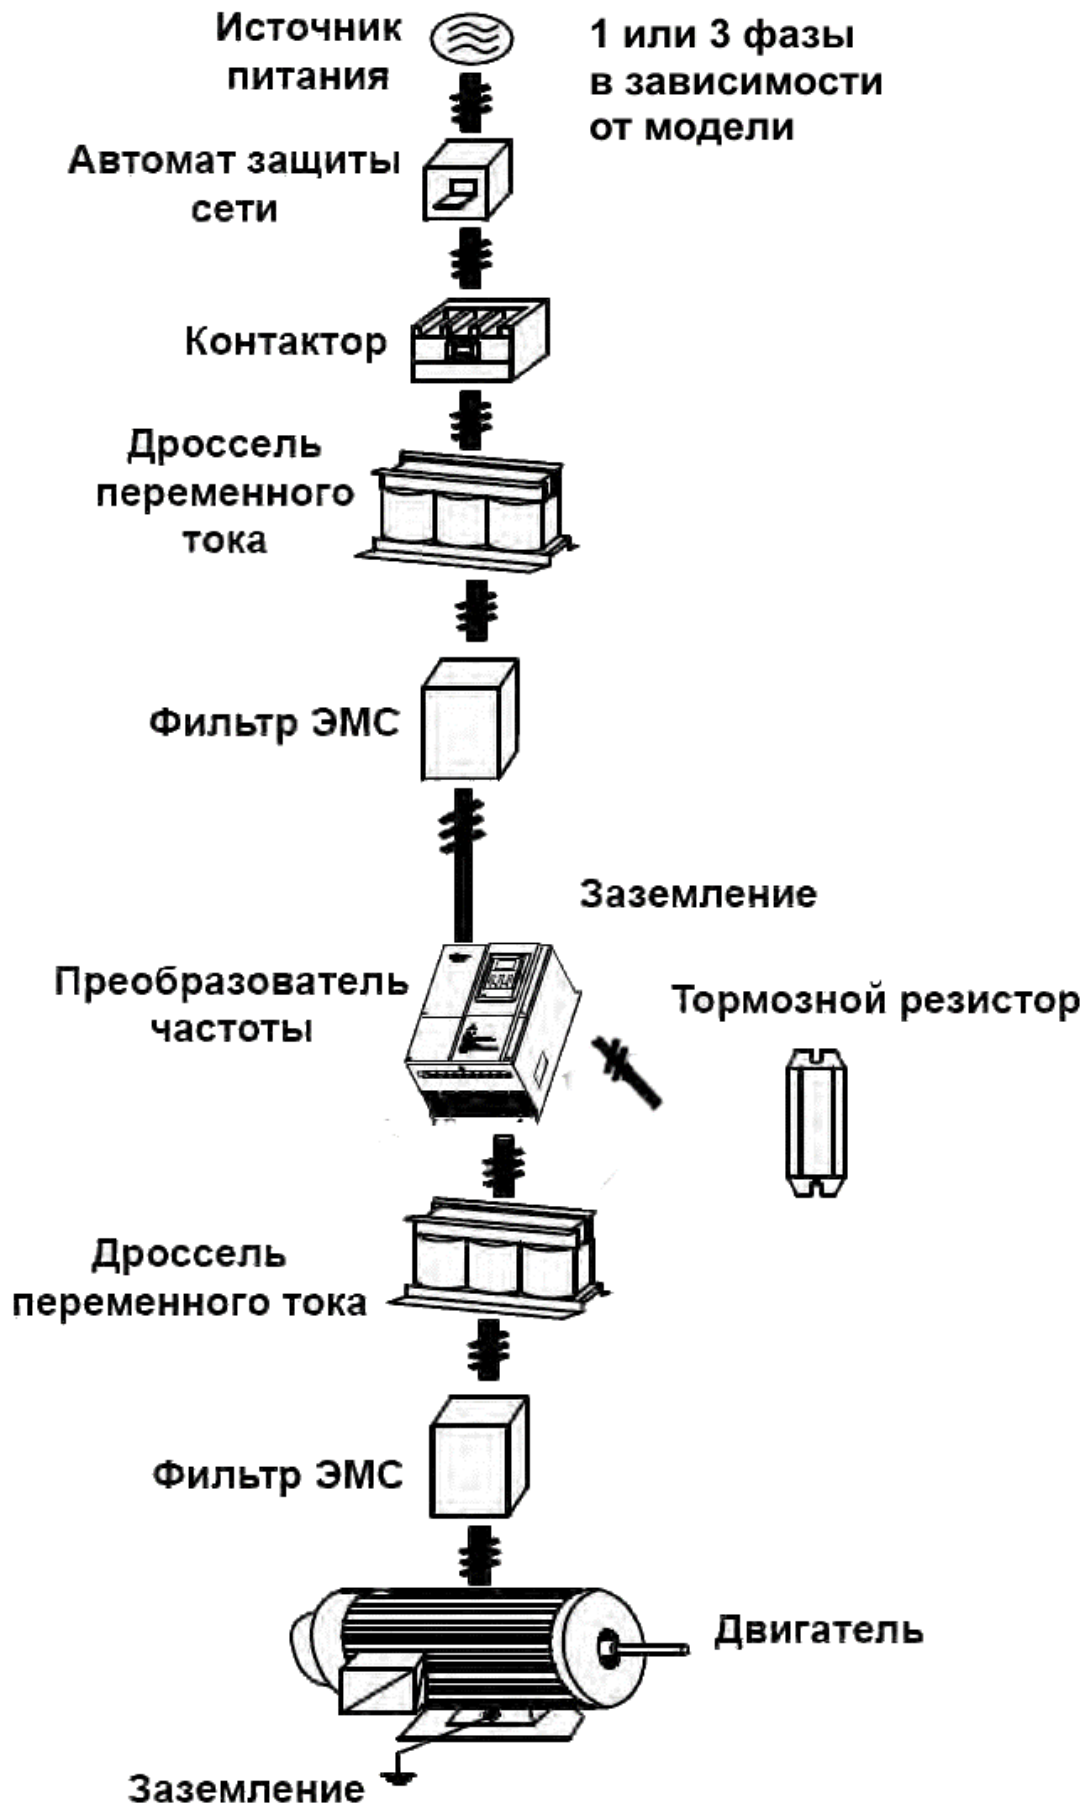 Источник
питания
1 или 3 фазы
в зависимости
от модели
Автомат защиты
сети
Контактор
Дроссель
переменного
тока
Фильтр ЭМС
Заземление
Преобразователь
частоты
Тормозной резистор
Дроссель
переменного тока
Фильтр ЭМС
Двигатель
Заземление